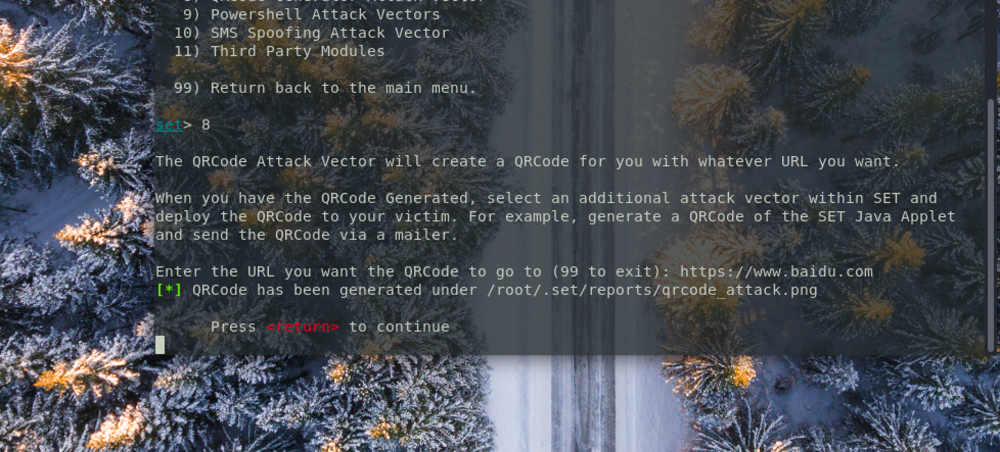 8) QRCode Generator Attack Vector
9) Powershell Attack Vectors
10) SMS Spoofing Attack Vector
11) Third Party Modules
99) Return back to the main menu.
set> 8
The QRCode Attack Vector will create a QRCode for you with whatever URL you want.
When you have the QRCode Generated, select an additional attack vector within SET and
deploy the QRCode to your victim. For example, generate a QRCode of the SET Java Applet
and send the QRCode via a mailer.
Enter the URL you want the QRCode to go to (99 to exit): https://www.baidu.com
[*] QRCode has been generated under /root/.set/reports/qrcode_attack.png
Press <return> to continue